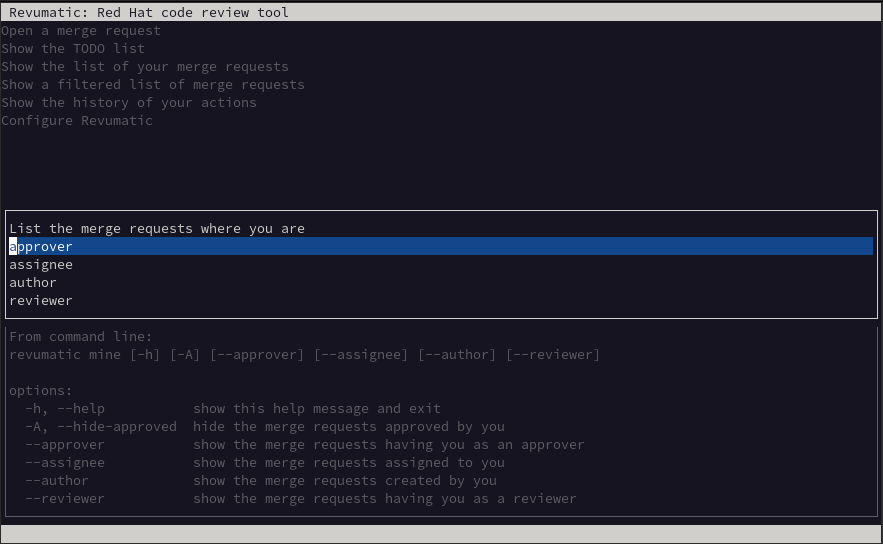 Revumatic: Red Hat code review tool
Open a merge request
Show the TODO list
Show the list of your merge requests
Show a filtered list of merge requests
Show the history of your actions
Configure Revumatic
List the merge requests where you are
approver
assignee
author
reviewer
From command line:
revumatic mine [-h] [-A] [--approver] [--assignee] [--author] [--reviewer]
options:
-h, --help show this help message and exit
-A, --hide-approved hide the merge requests approved by you
--approver show the merge requests having you as an approver
--assignee show the merge requests assigned to you
--author show the merge requests created by you
--reviewer show the merge requests having you as a reviewer